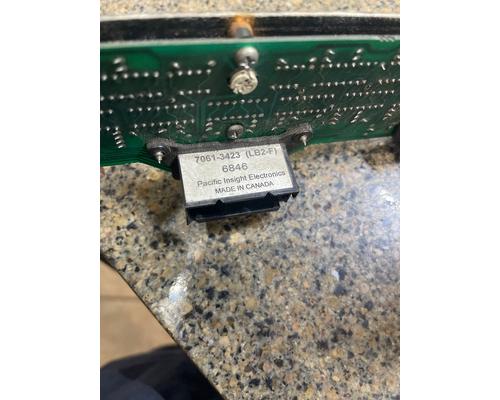 7061-3423 (LB2-F)
6846
Pacific Insight Electronics
MADE IN CANADA